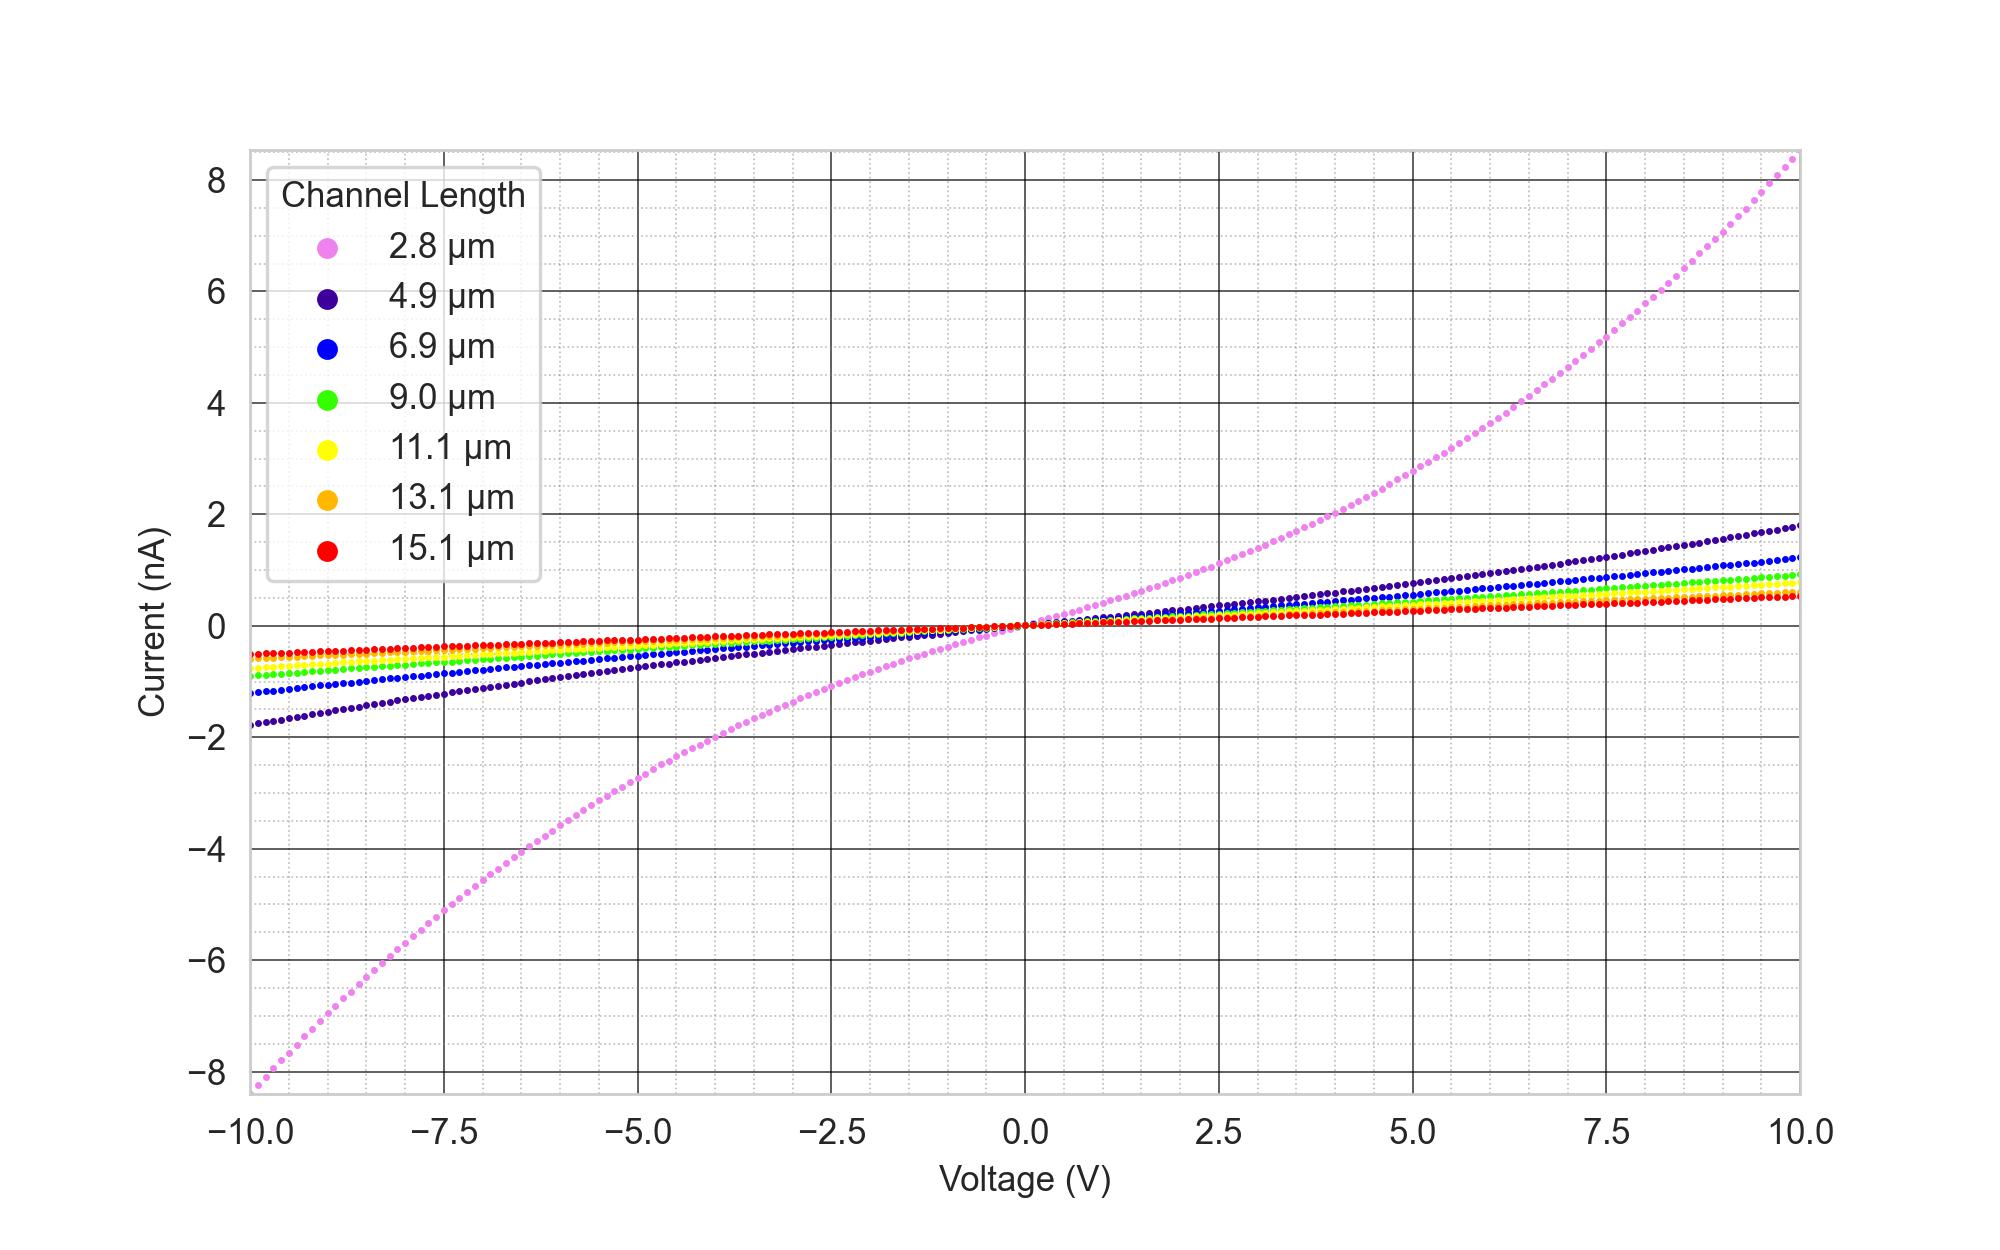 Channel Length
2.8 µm
4.9 µm
6.9 µm
9.0 µm
11.1 µm
13.1 µm
15.1 µm
8
6
4
2
0
−2
−4
−6
−8
Current (nA)
−10.0 −7.5 −5.0 −2.5 0.0 2.5 5.0 7.5 10.0
Voltage (V)